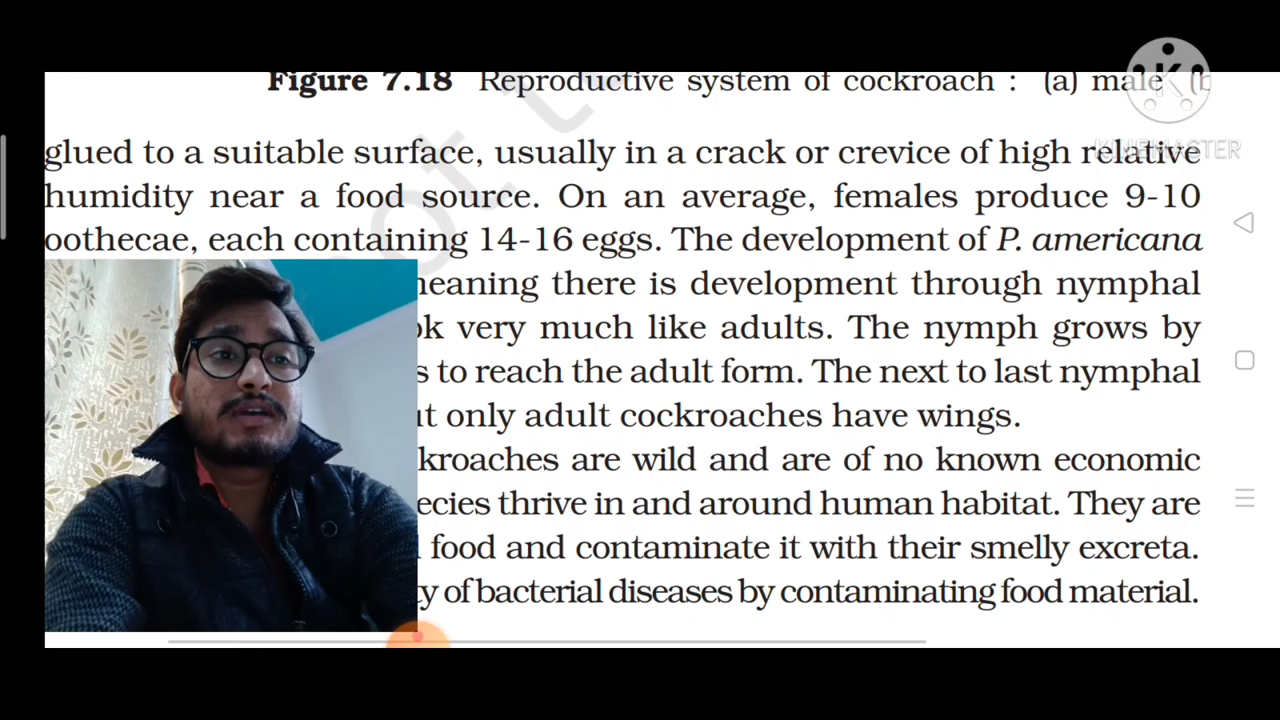 Figure 7.18 Reproductive system of cockroach : (a) male (b
KINEMASTER
glued to a suitable surface, usually in a crack or crevice of high relative
humidity near a food source. On an average, females produce 9-10
oothecae, each containing 14-16 eggs. The development of P. americana
meaning there is development through nymphal
ok very much like adults. The nymph grows by
s to reach the adult form. The next to last nymphal
ut only adult cockroaches have wings.
kroaches are wild and are of no known economic
ecies thrive in and around human habitat. They are
food and contaminate it with their smelly excreta.
ty of bacterial diseases by contaminating food material.